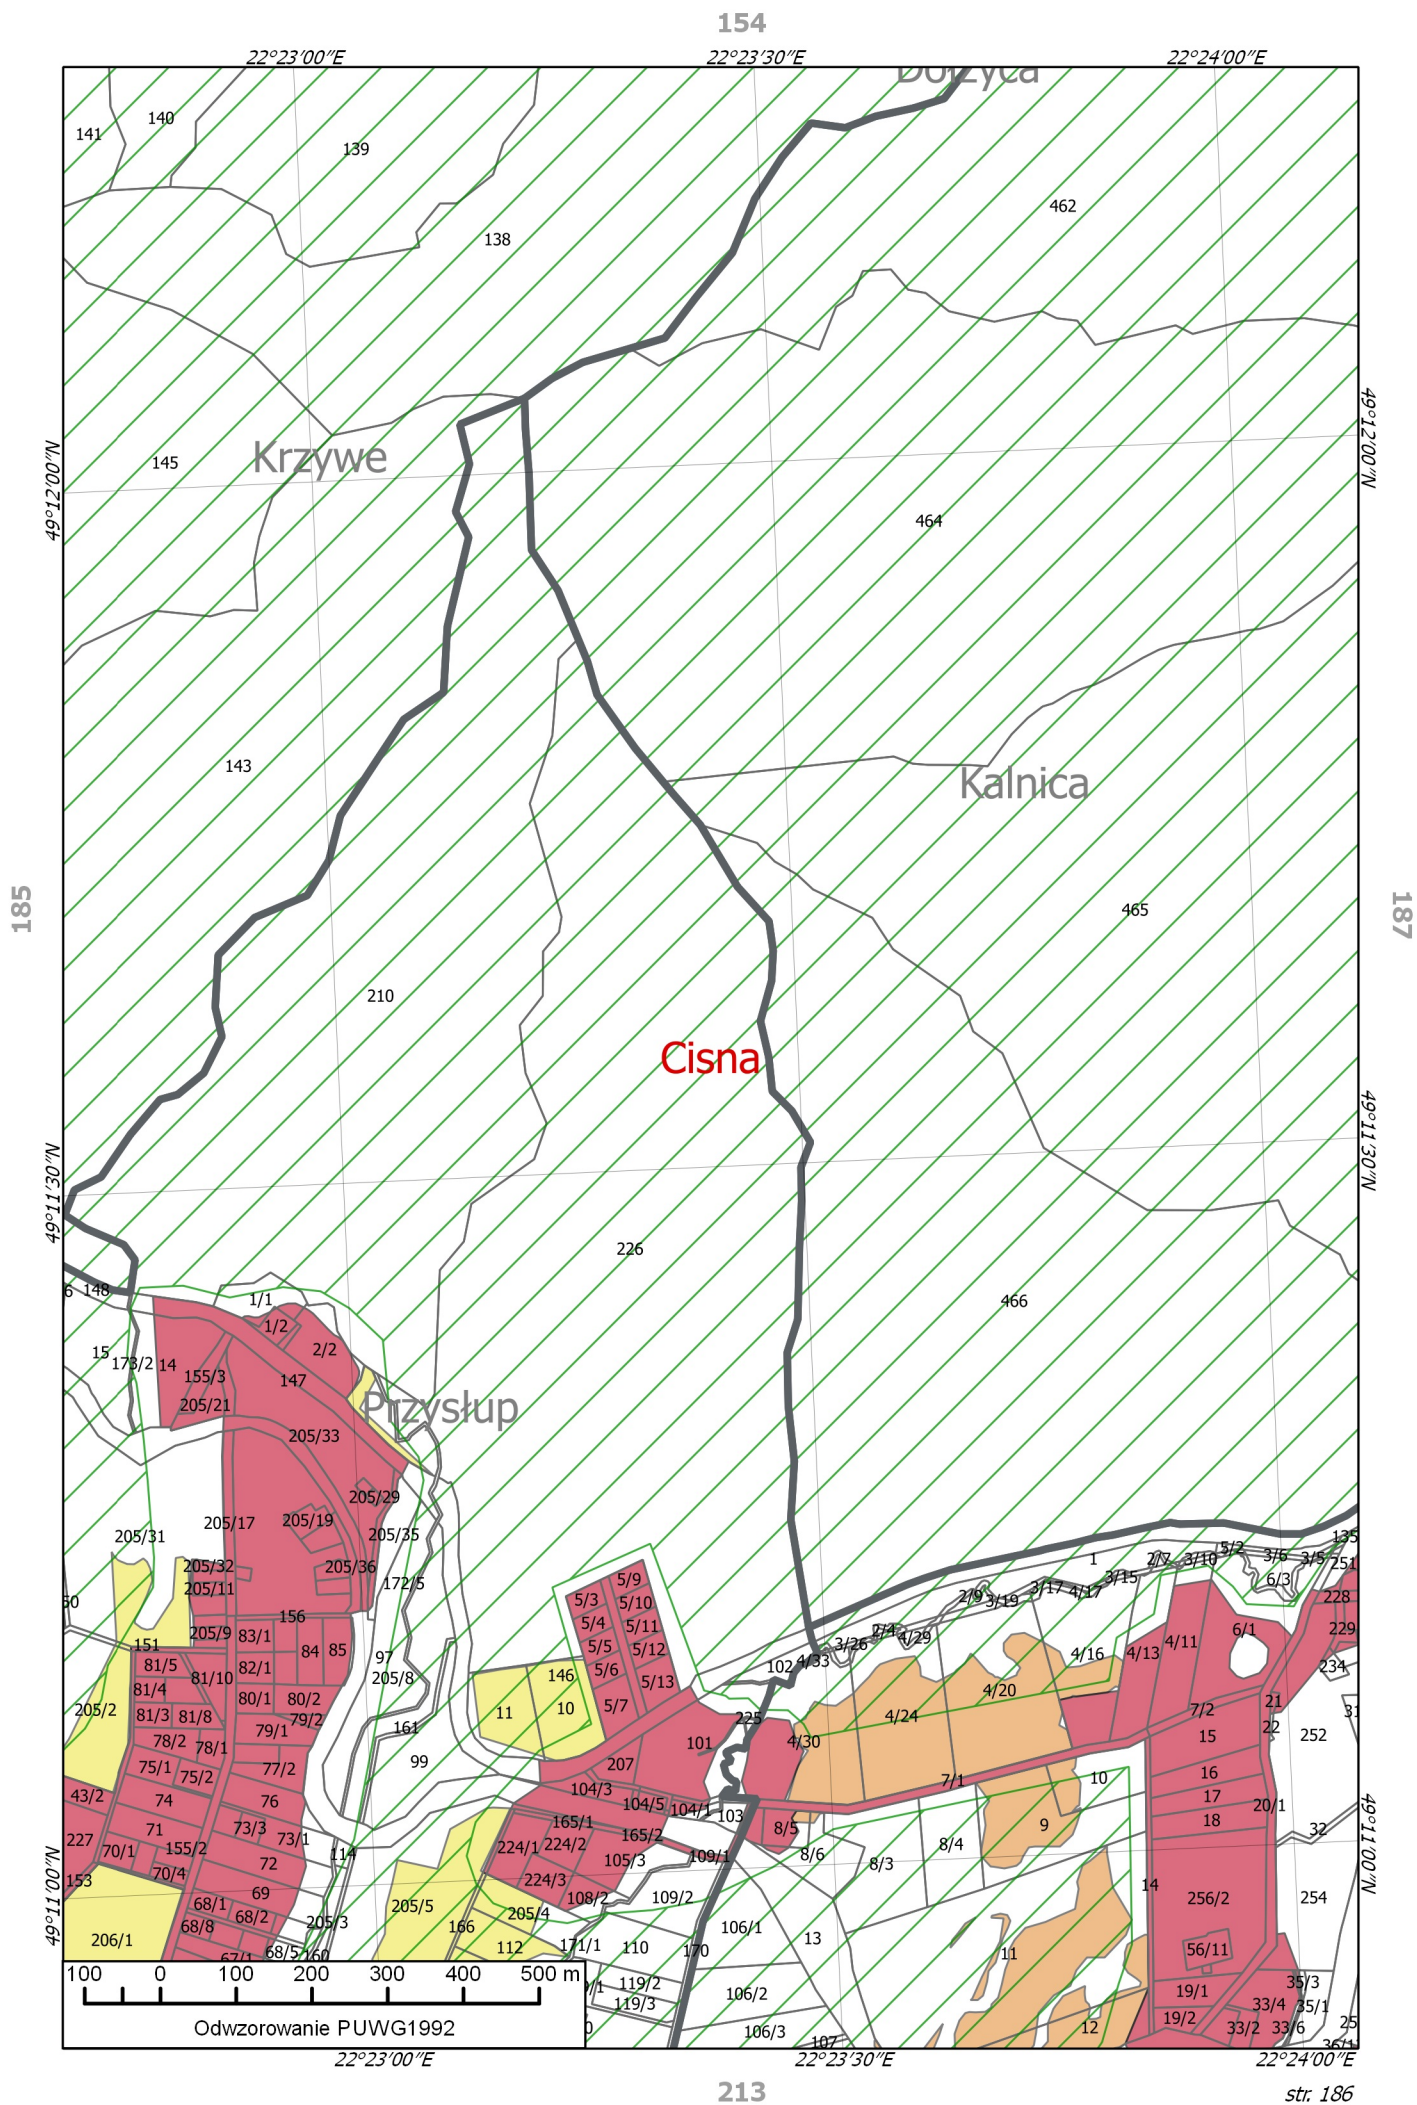 154
22°23'00"E 22°23'30"E 22°24'00"E
Dołżyca
140
141
139
462
138
49°12'00"N
Krzywe
145
49°12'00"N
464
143
Kalnica
185
465
187
210
Cisna
49°11'30"N
49°11'30"N
226
466
6 148
1/1
1/2
15 173/2 14 2/2
155/3 147
205/21 Przysłup
205/33
205/29
205/31 205/17 205/19 205/35
135
1 2/7 3/10 5/2 3/6 3/5 251
205/32 205/36
205/11 172/5 5/9 2/9 3/19 3/17 4/17 3/15 6/3
60 5/3 5/10 228
156 5/4 5/11 229
151 205/9 83/1 84 85 5/5 5/12 3/26 2/4 4/29 4/16 4/13 4/11 6/1
81/5 81/10 82/1 97 205/8 146 5/6 5/13 102 4/33 234
81/4 80/1 80/2 4/20
205/2 81/3 81/8 79/2 11 10 5/7 225 4/24 7/2 21 31
78/2 78/1 79/1 161 101 4/30 15 22 252
75/1 75/2 77/2 99 207 16
43/2 74 76 104/3 7/1 10 17 20/1
71 73/3 165/1 104/5 104/1 103 8/5 9 18 32
227 70/1 155/2 73/1 114 224/1 224/2 165/2 109/1 8/6 8/4
153 70/4 72 224/3 105/3 8/3
69 108/2 109/2 14 256/2 254
68/1 68/2 205/3 205/5 205/4 106/1
68/8 166 13
206/1 67/1 68/5 160 112 171/1 110 170 11 56/11
49°11'00"N
49°11'00"N
100 0 100 200 300 400 500 m
/1 119/2 106/2 19/1 35/3
119/3 33/4 35/1
19/2 25
Odwzorowanie PUWG1992
0 106/3 107 12 33/2 33/6 36/1
22°23'00"E 22°23'30"E 22°24'00"E
213
str. 186